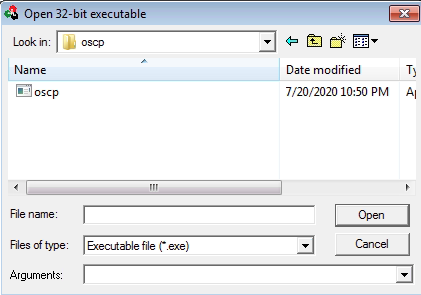 Open 32-bit executable
Look in: oscp
Name Date modified Ty
oscp 7/20/2020 10:50 PM Ap
File name: Open
Files of type: Executable file (*.exe) Cancel
Arguments: